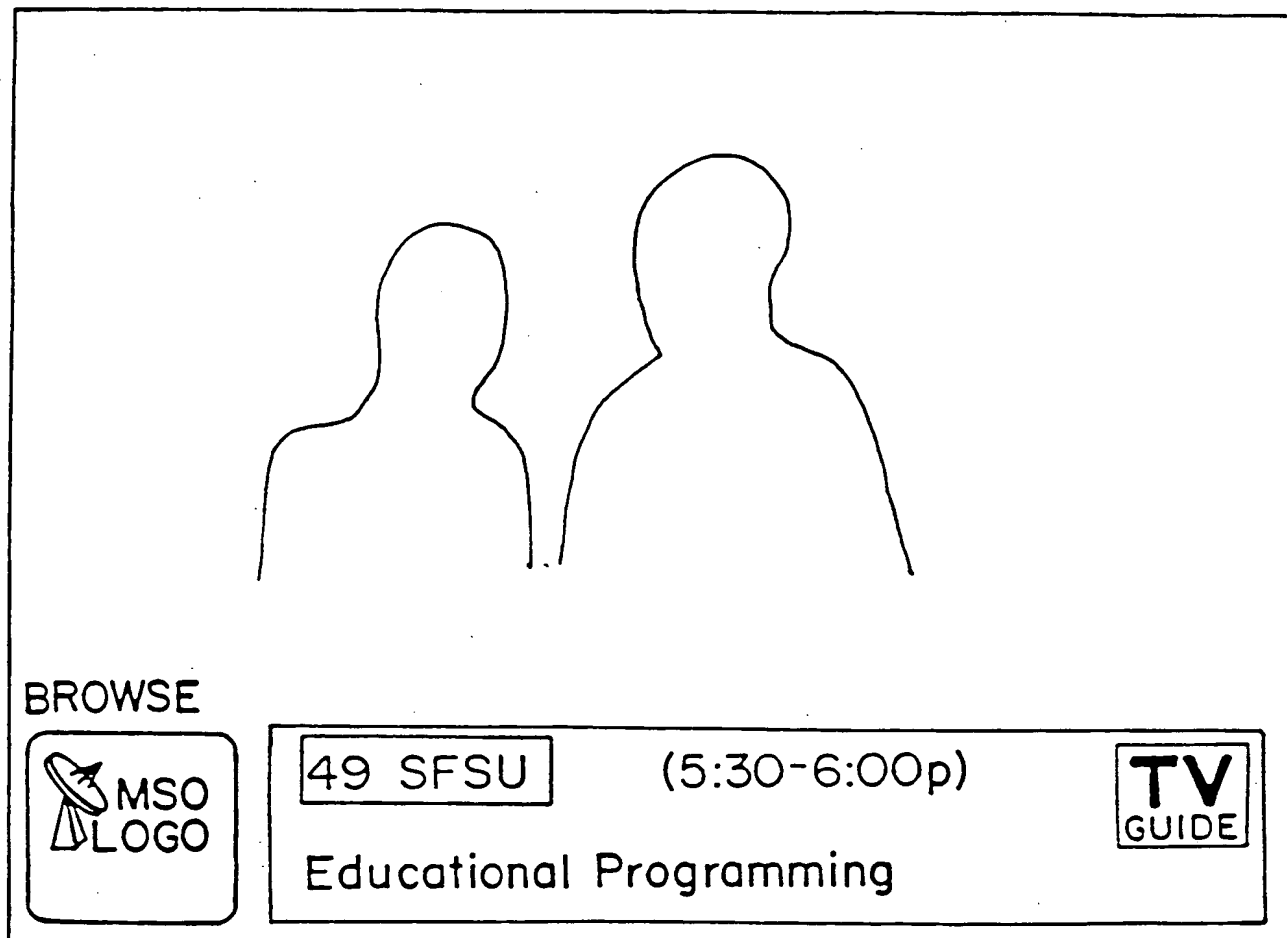 BROWSE
MSO
LOGO
49 SFSU (5:30-6:00p)
Educational Programming
TV
GUIDE